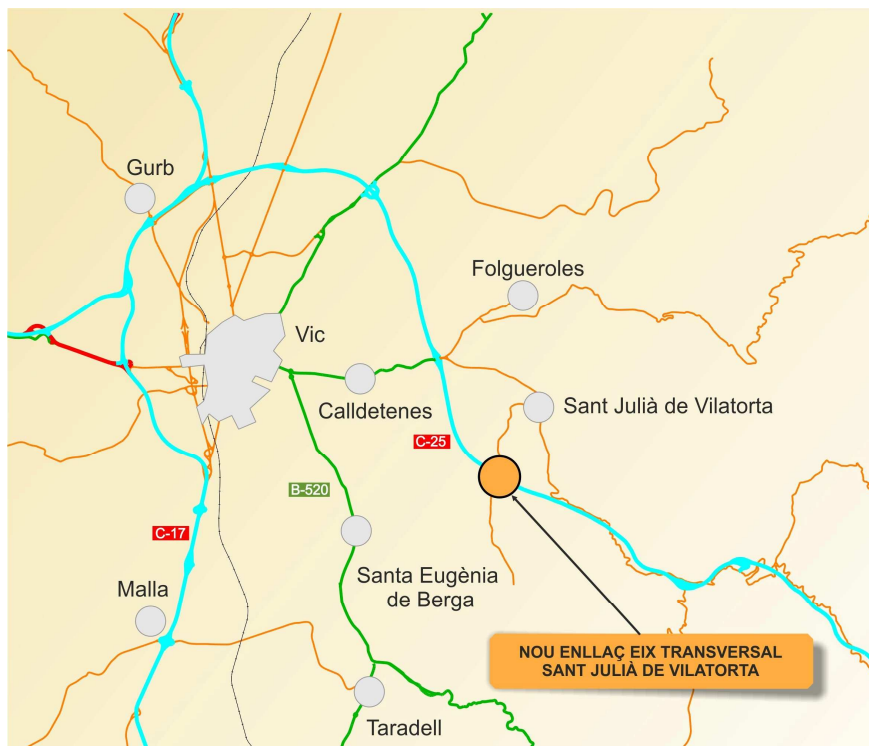 Gurb
Folgueroles
Vic
Calldetenes
Sant Julià de Vilatorta
C-25
B-520
C-17
Santa Eugènia
de Berga
Malla
NOU ENLLAÇ EIX TRANSVERSAL
SANT JULIÀ DE VILATORTA
Taradell